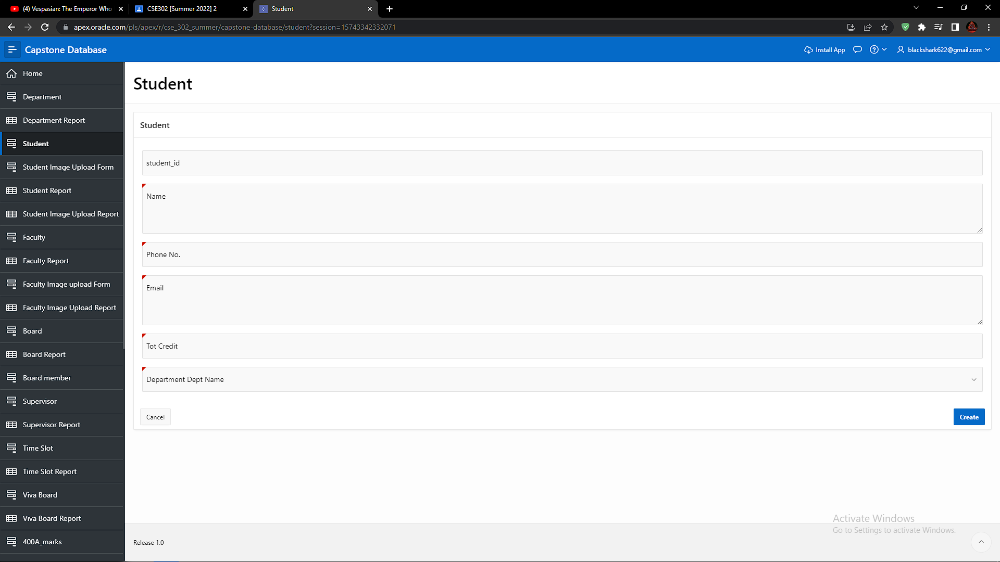 (4) Vespasian: The Emperor Who
CSE302 [Summer 2022] 2
Student
apex.oracle.com/pls/apex/r/cse_302_summer/capstone-database/student?session=15743342332071
Capstone Database
Install App
blackshark622@gmail.com
Home
Department
Department Report
Student
Student Image Upload Form
Student Report
Student Image Upload Report
Faculty
Faculty Report
Faculty Image upload Form
Faculty Image Upload Report
Board
Board Report
Board member
Supervisor
Supervisor Report
Time Slot
Time Slot Report
Viva Board
Viva Board Report
400A_marks
Student
Student
student_id
Name
Phone No.
Email
Tot Credit
Department Dept Name
Cancel
Create
Activate Windows
Go to Settings to activate Windows.
Release 1.0